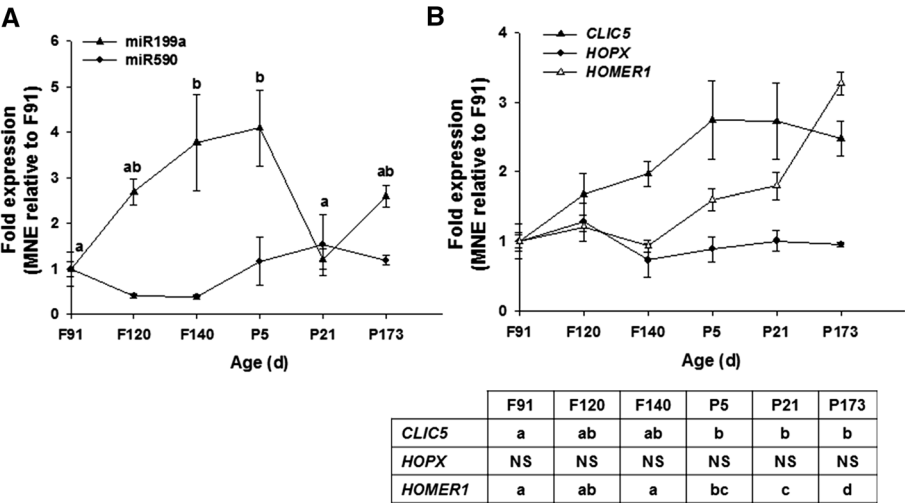 A
miR199a
miR590
Fold expression
(MNE relative to F91)
6
5
4
3
2
1
0
a
ab
b
b
a
ab
F91
F120
F140
P5
P21
P173
Age (d)
B
CLIC5
HOPX
HOMER1
Fold expression
(MNE relative to F91)
4
3
2
1
0
F91
F120
F140
P5
P21
P173
Age (d)
F91 F120 F140 P5 P21 P173
CLIC5 a ab ab b b b
HOPX NS NS NS NS NS NS
HOMER1 a ab a bc c d